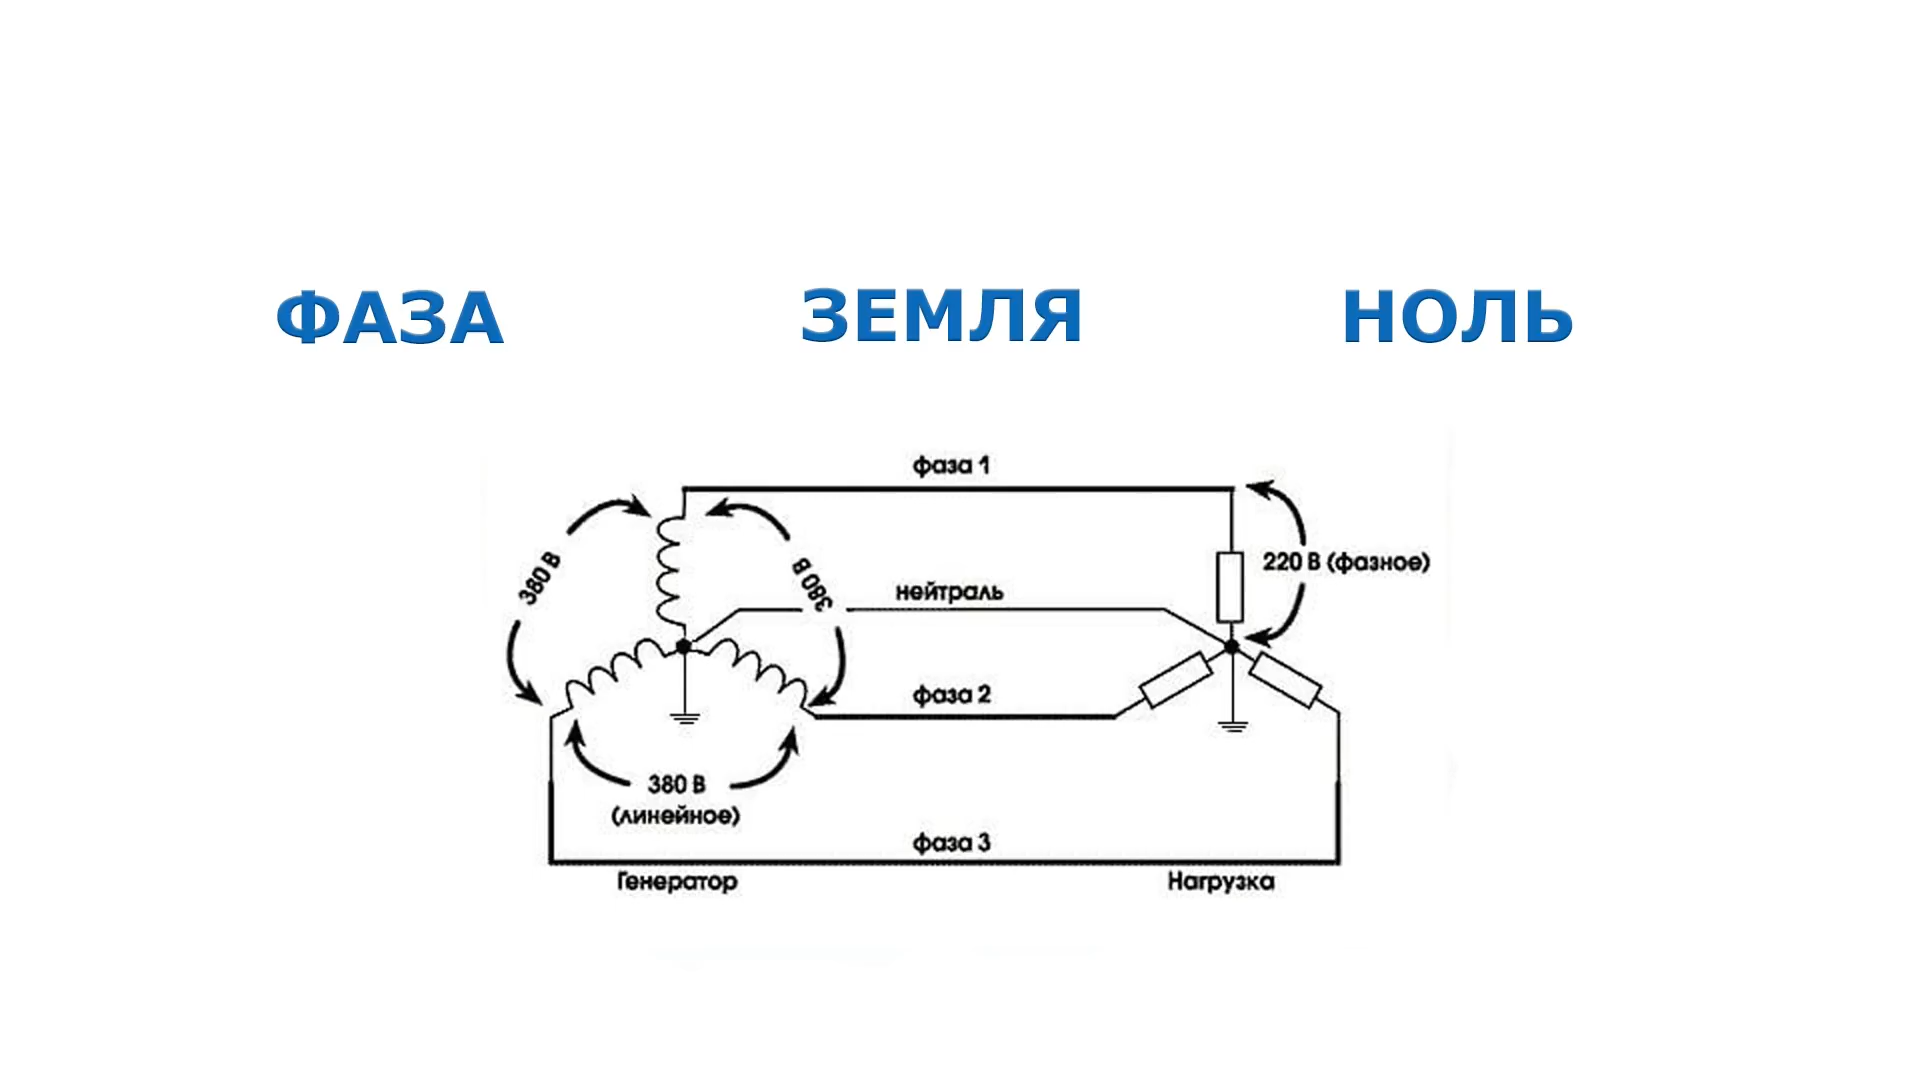 ФАЗА ЗЕМЛЯ НОЛЬ
фаза 1
380 В
380 В
220 В (фазное)
нейтраль
фаза 2
380 В
(линейное)
фаза 3
Генератор
Нагрузка